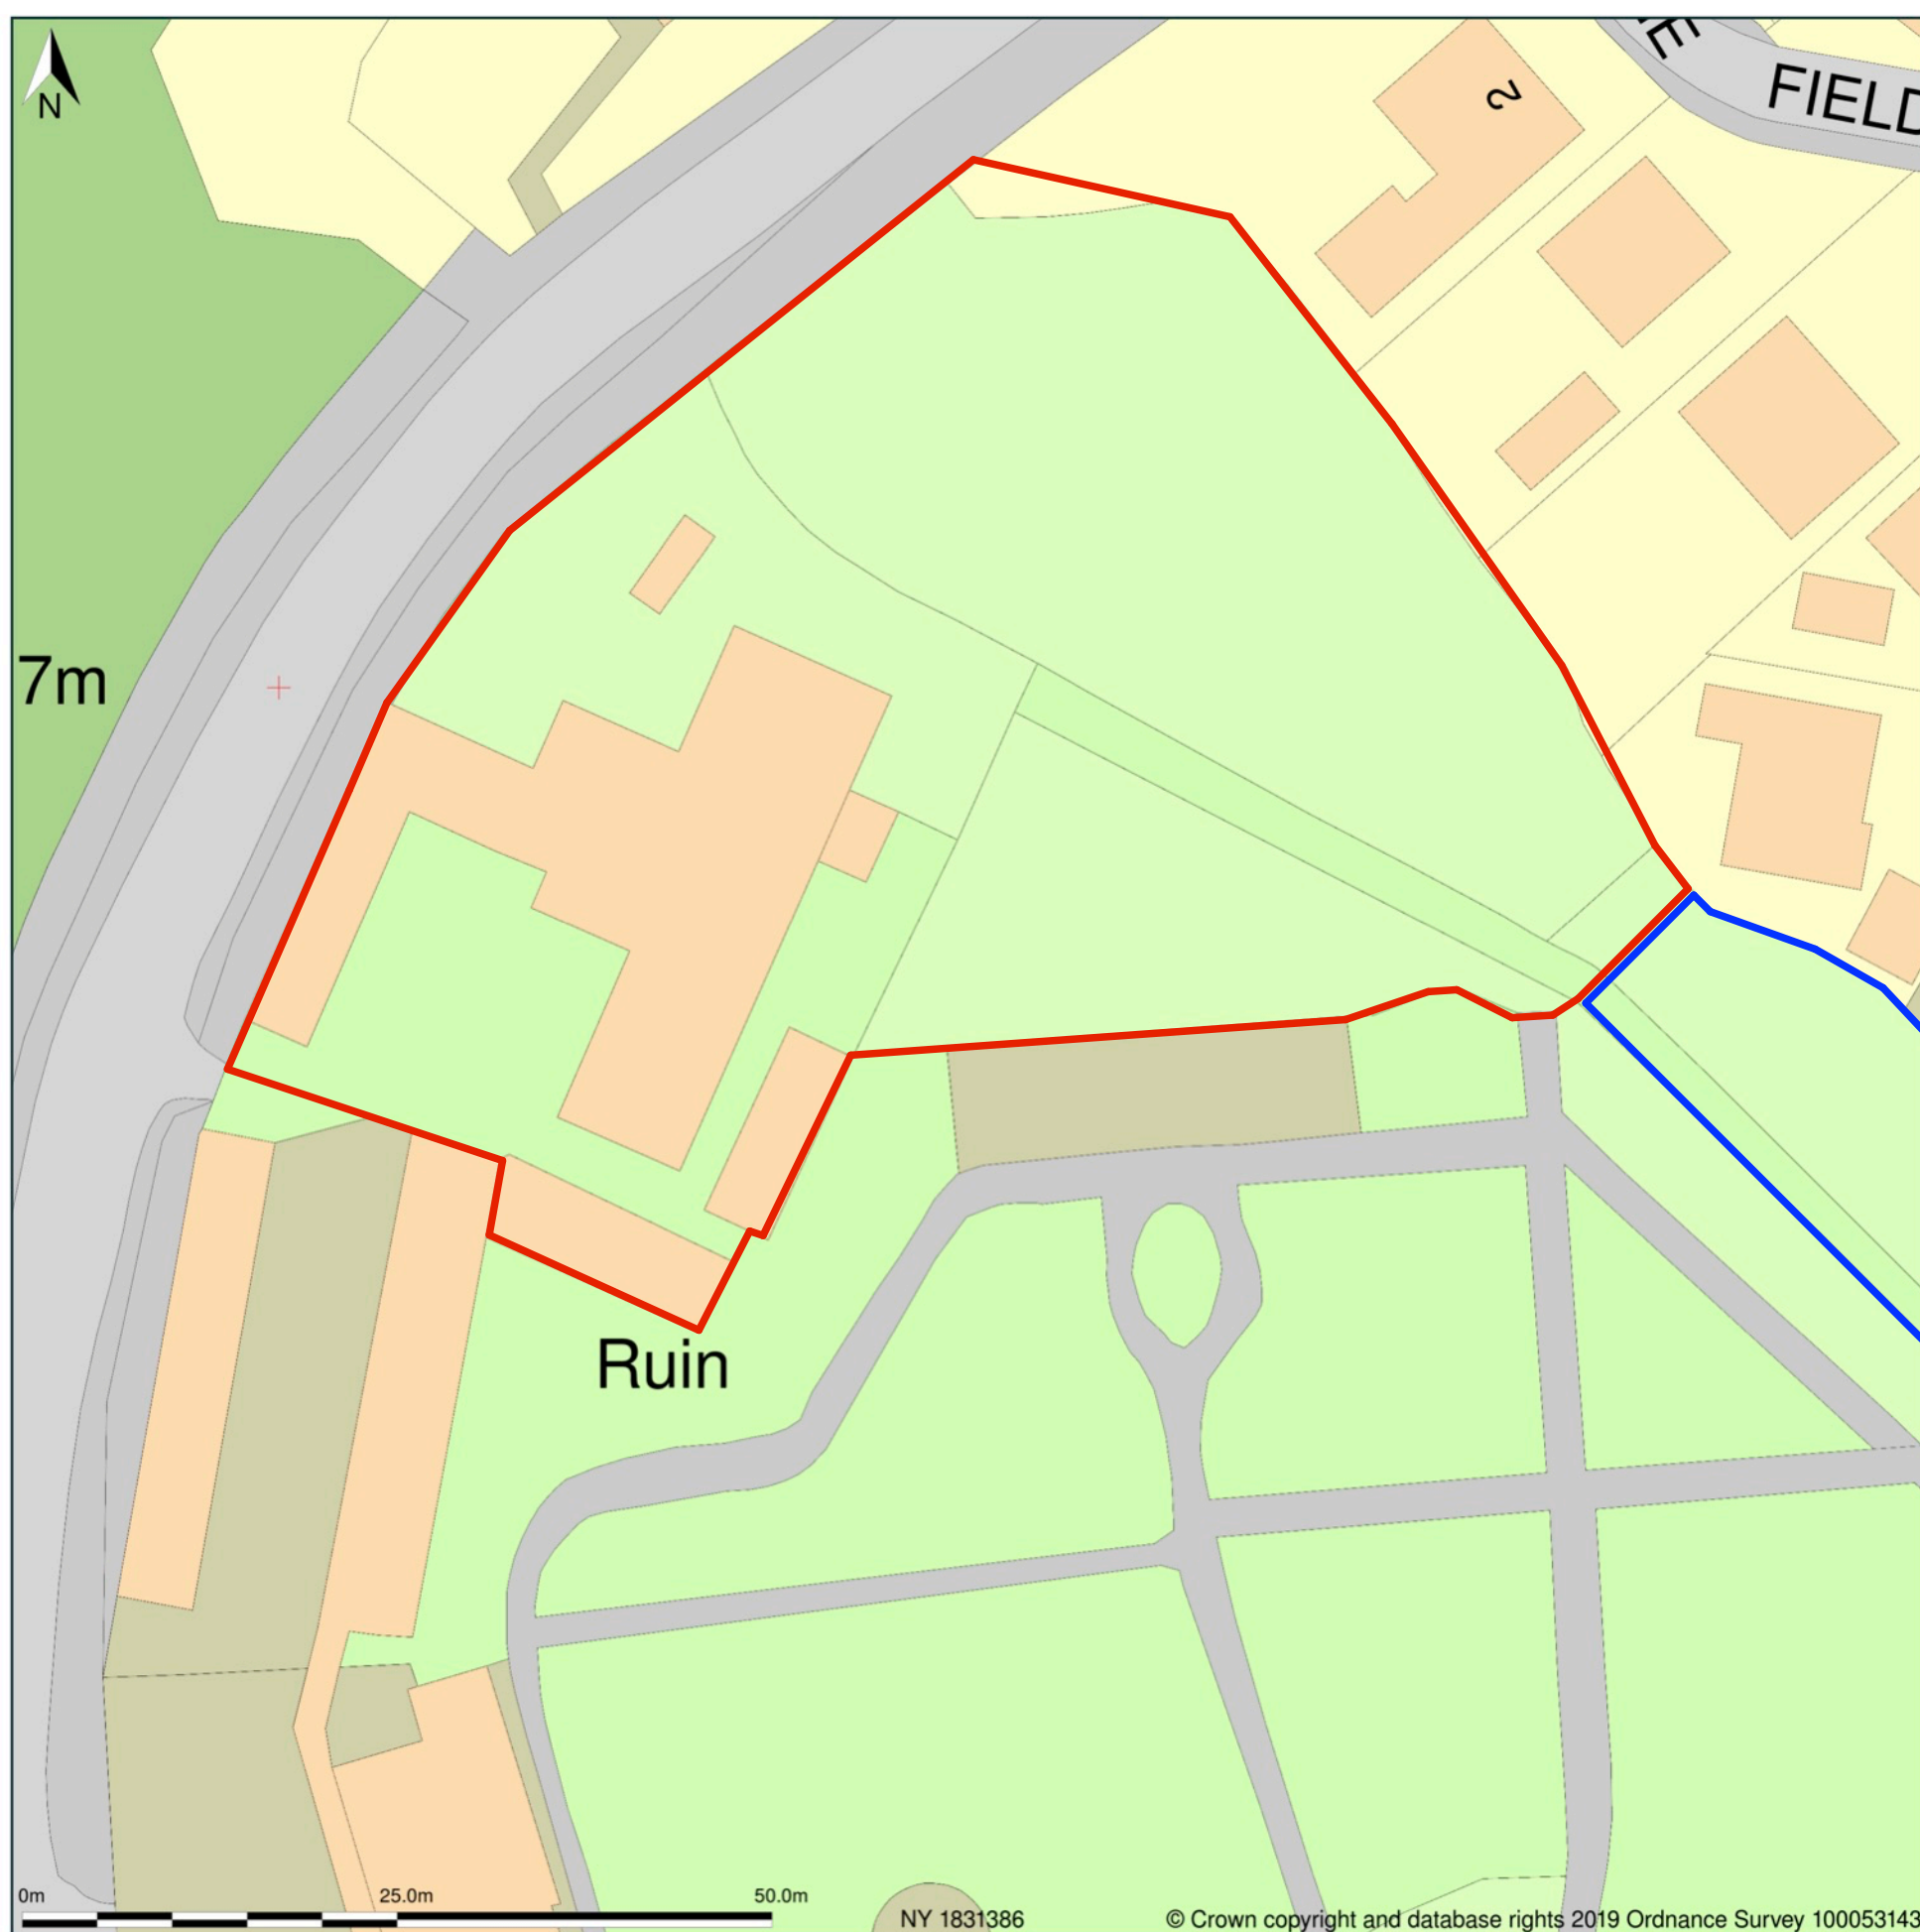 N
2
FIELD
7m
Ruin
0m
25.0m
50.0m
NY 1831386
© Crown copyright and database rights 2019 Ordnance Survey 100053143